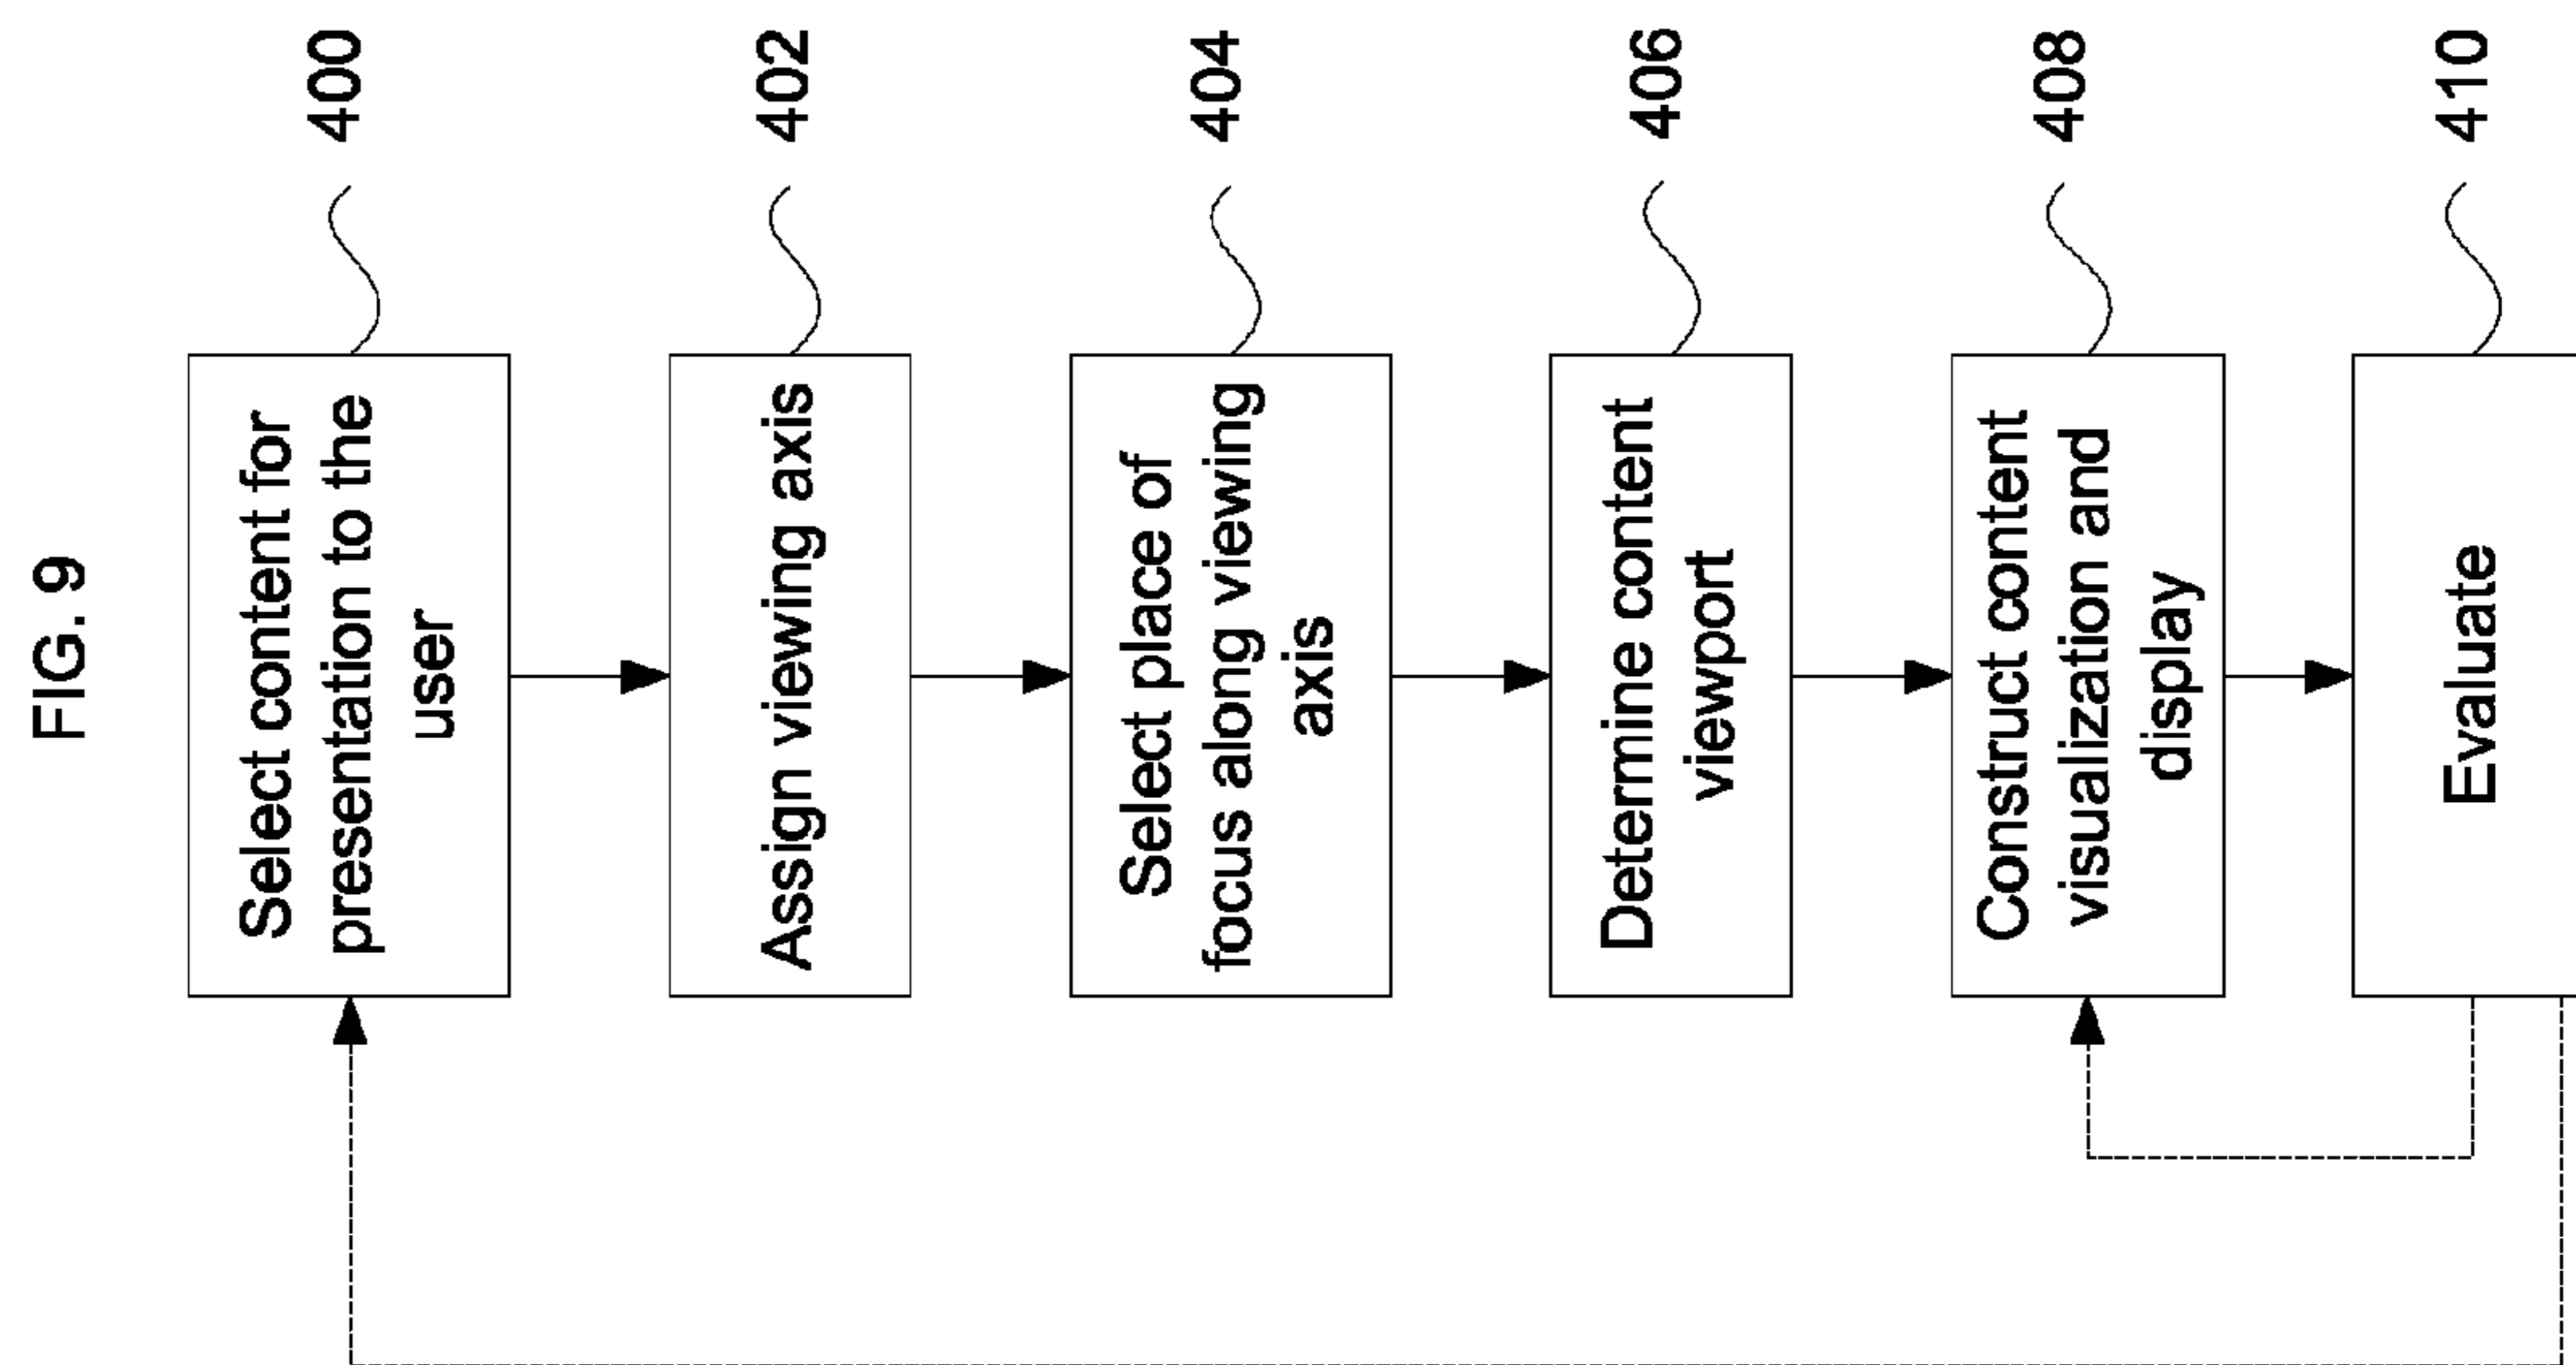 FIG. 9
Select content for
presentation to the
user
400
Assign viewing axis
402
Select place of
focus along viewing
axis
404
Determine content
viewport
406
Construct content
visualization and
display
408
Evaluate
410